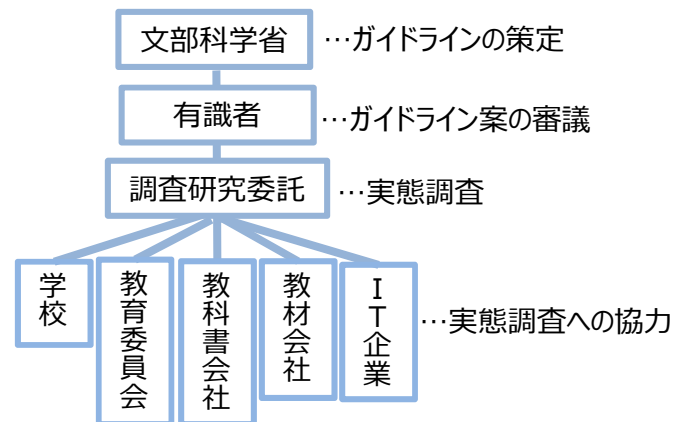 文部科学省 …ガイドラインの策定
有識者 …ガイドライン案の審議
調査研究委託 …実態調査
学校
教育委員会
教科書会社
教材会社
IT企業
…実態調査への協力